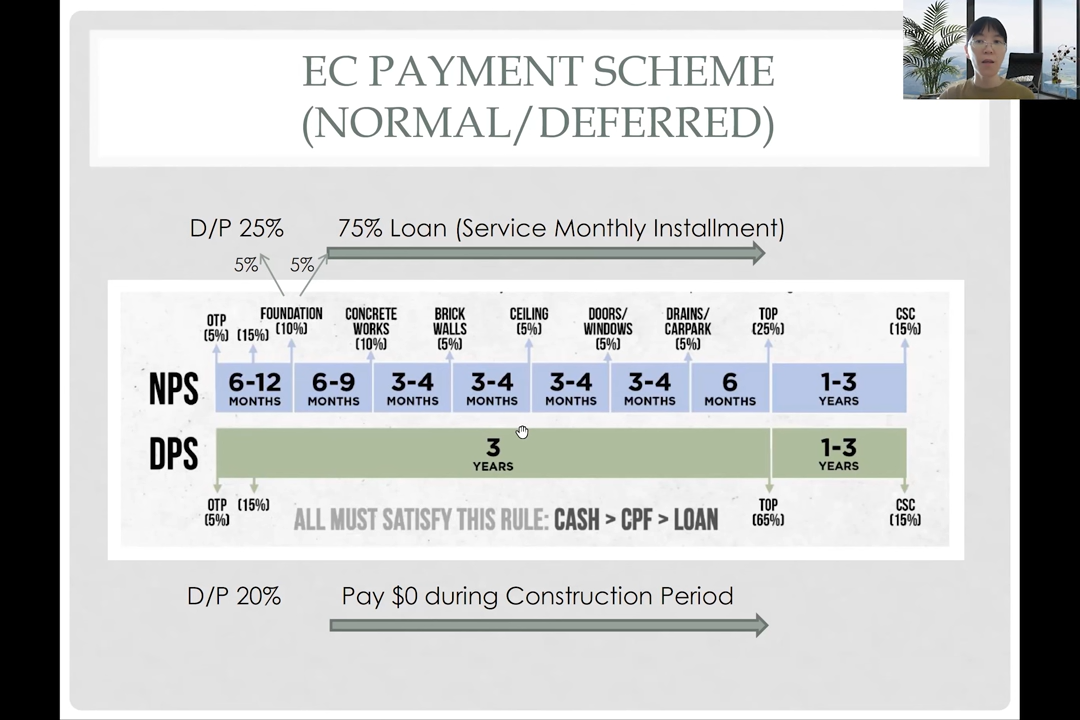 EC PAYMENT SCHEME
(NORMAL/DEFERRED)
D/P 25% 75% Loan (Service Monthly Installment)
5% 5%
OTP
(5%)
(15%)
FOUNDATION
(10%)
CONCRETE
WORKS
(10%)
BRICK
WALLS
(5%)
CEILING
(5%)
DOORS/
WINDOWS
(5%)
DRAINS/
CARPARK
(5%)
TOP
(25%)
CSC
(15%)
NPS
6-12
MONTHS
6-9
MONTHS
3-4
MONTHS
3-4
MONTHS
3-4
MONTHS
3-4
MONTHS
6
MONTHS
1-3
YEARS
DPS
3
YEARS
1-3
YEARS
OTP
(5%)
(15%)
ALL MUST SATISFY THIS RULE: CASH > CPF > LOAN
TOP
(65%)
CSC
(15%)
D/P 20% Pay $0 during Construction Period